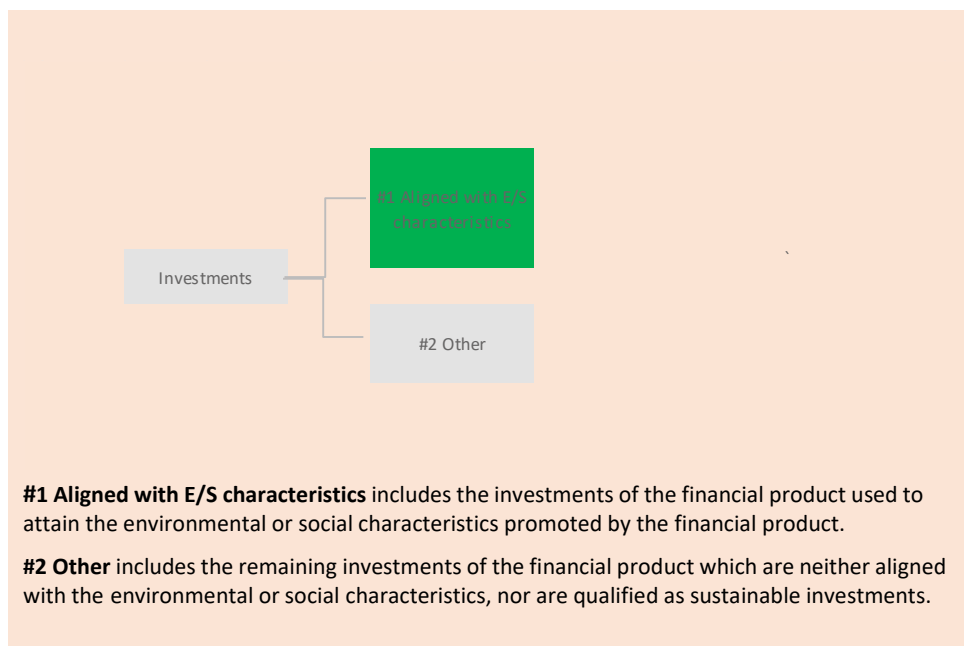 #1 Aligned with E/S
characteristics
Investments
#2 Other
`
#1 Aligned with E/S characteristics includes the investments of the financial product used to
attain the environmental or social characteristics promoted by the financial product.
#2 Other includes the remaining investments of the financial product which are neither aligned
with the environmental or social characteristics, nor are qualified as sustainable investments.